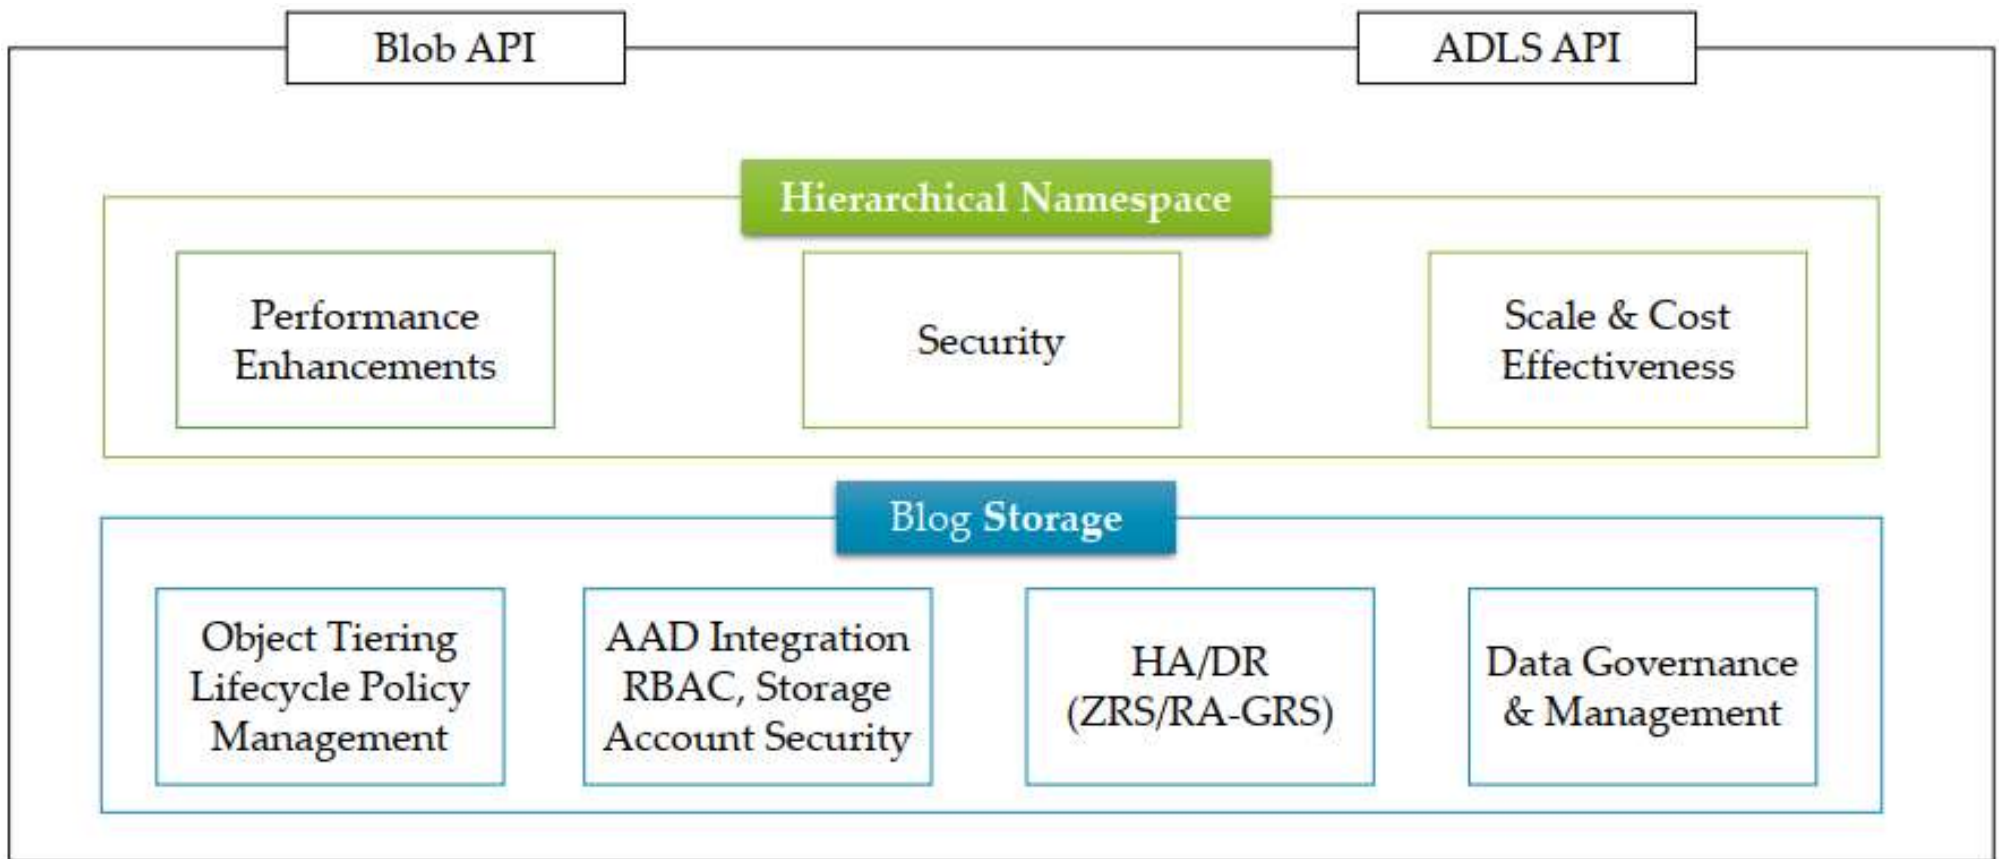 Blob API
ADLS API
Hierarchical Namespace
Performance
Enhancements
Security
Scale & Cost
Effectiveness
Blog Storage
Object Tiering
Lifecycle Policy
Management
AAD Integration
RBAC, Storage
Account Security
HA/DR
(ZRS/RA-GRS)
Data Governance
& Management